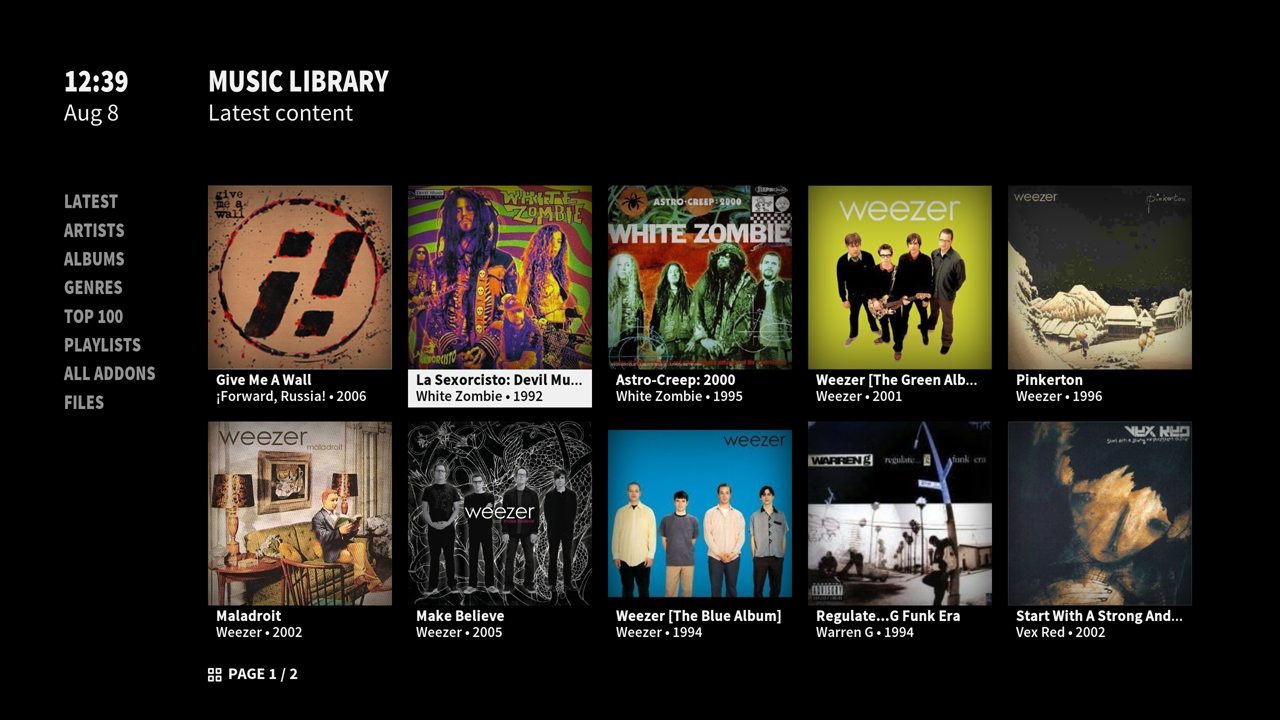 12:39
Aug 8
MUSIC LIBRARY
Latest content
LATEST
ARTISTS
ALBUMS
GENRES
TOP 100
PLAYLISTS
ALL ADDONS
FILES
give
me a
wall
WHITE
ZOMBIE
ASTRO-CREEP: 2000
WHITE ZOMBIE
weezer
weezer
pinkerton
Give Me A Wall
¡Forward, Russia! • 2006
La Sexorcisto: Devil Mu...
White Zombie • 1992
Astro-Creep: 2000
White Zombie • 1995
Weezer [The Green Alb...
Weezer • 2001
Pinkerton
Weezer • 1996
weezer
maladroit
weezer
make believe
weezer
WARREN G
regulate... g funk era
VEX RED
Maladroit
Weezer • 2002
Make Believe
Weezer • 2005
Weezer [The Blue Album]
Weezer • 1994
Regulate...G Funk Era
Warren G • 1994
Start With A Strong And...
Vex Red • 2002
PAGE 1 / 2